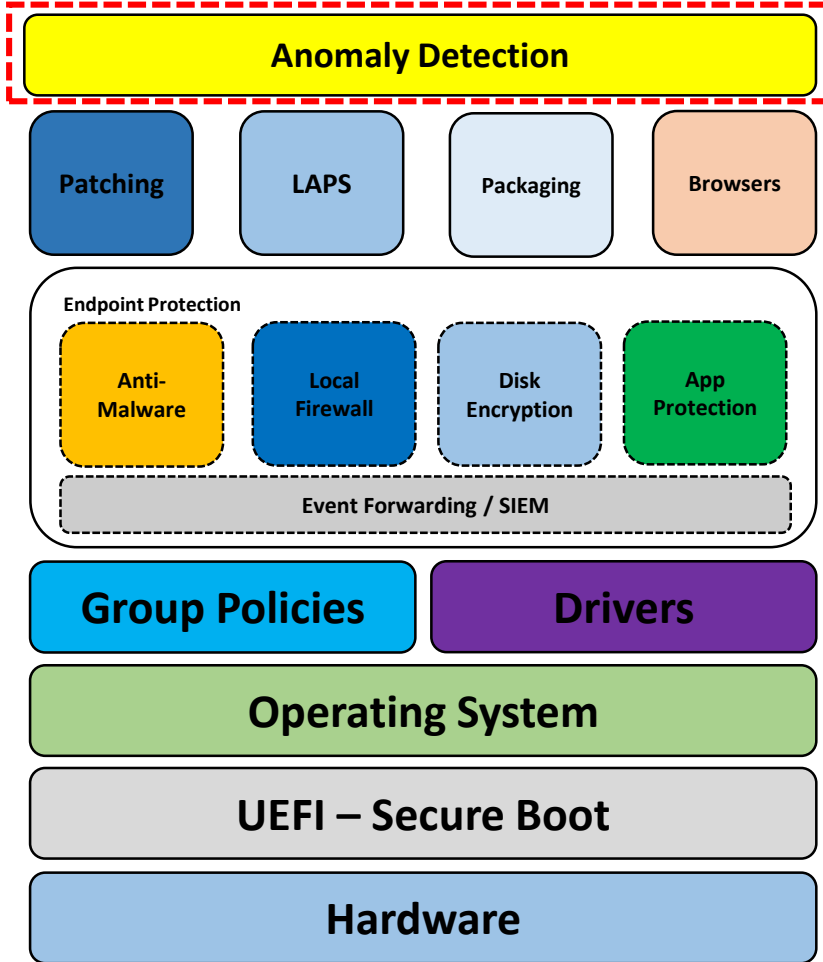 Anomaly Detection
Patching
LAPS
Packaging
Browsers
Endpoint Protection
Anti-
Malware
Local
Firewall
Disk
Encryption
App
Protection
Event Forwarding / SIEM
Group Policies
Drivers
Operating System
UEFI – Secure Boot
Hardware